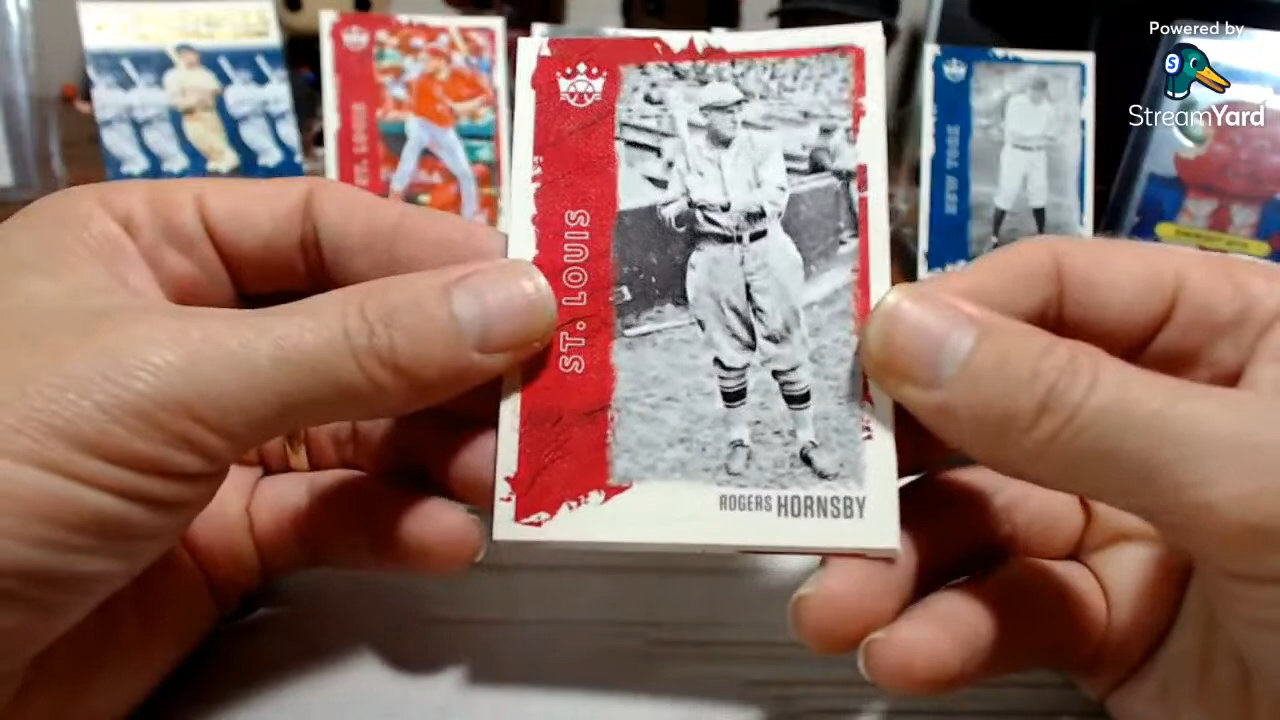 Powered by
StreamYard
ST. LOUIS
NEW YORK
ST. LOUIS
ROGERS HORNSBY